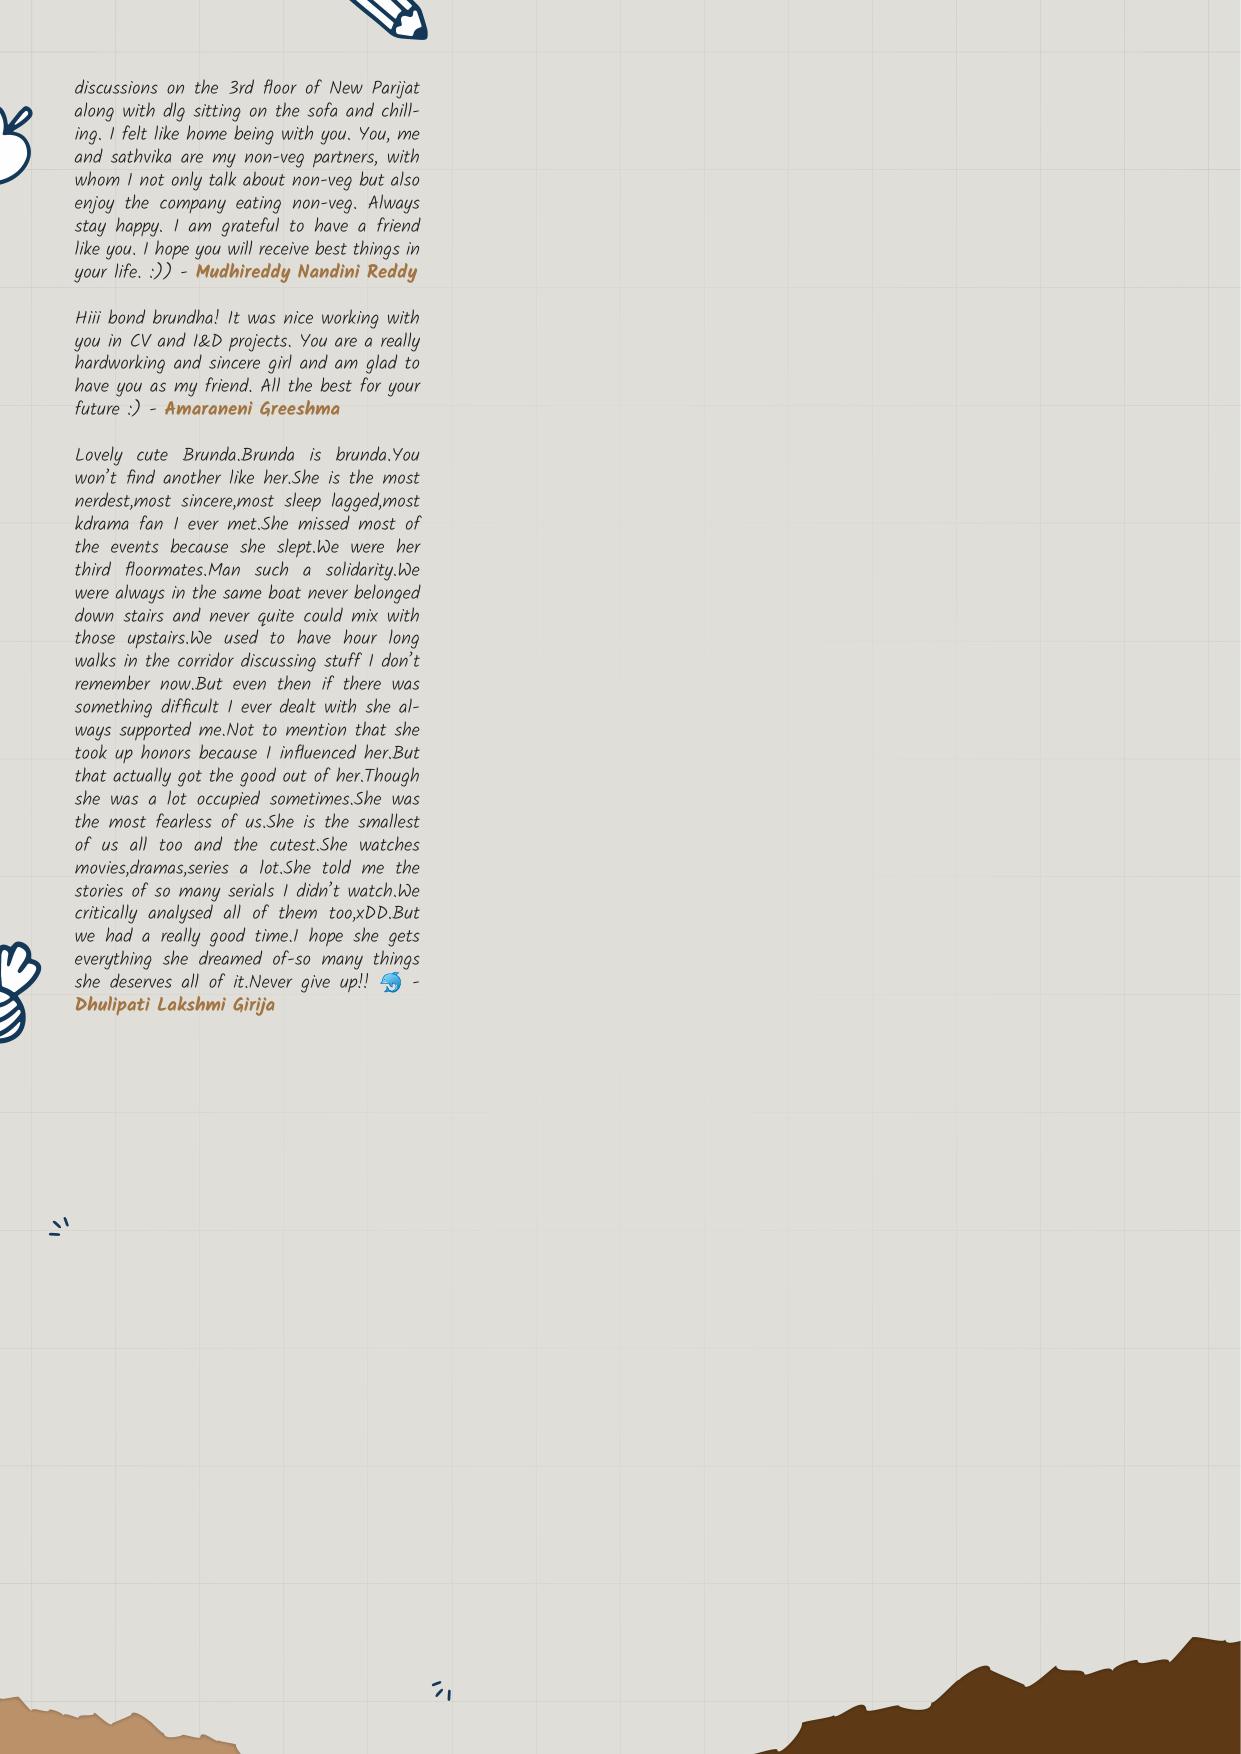 discussions on the 3rd floor of New Parijat
along with dlg sitting on the sofa and chill-
ing. I felt like home being with you. You, me
and sathvika are my non-veg partners, with
whom I not only talk about non-veg but also
enjoy the company eating non-veg. Always
stay happy. I am grateful to have a friend
like you. I hope you will receive best things in
your life. :)) - Mudhireddy Nandini Reddy
Hiii bond brundha! It was nice working with
you in CV and I&D projects. You are a really
hardworking and sincere girl and am glad to
have you as my friend. All the best for your
future :) - Amaraneni Greeshma
Lovely cute Brunda.Brunda is brunda.You
won't find another like her.She is the most
nerdest,most sincere,most sleep lagged,most
kdrama fan I ever met.She missed most of
the events because she slept.We were her
third floormates.Man such a solidarity.We
were always in the same boat never belonged
down stairs and never quite could mix with
those upstairs.We used to have hour long
walks in the corridor discussing stuff I don't
remember now.But even then if there was
something difficult I ever dealt with she al-
ways supported me.Not to mention that she
took up honors because I influenced her.But
that actually got the good out of her.Though
she was a lot occupied sometimes.She was
the most fearless of us.She is the smallest
of us all too and the cutest.She watches
movies,dramas,series a lot.She told me the
stories of so many serials I didn't watch.We
critically analysed all of them too,xDD.But
we had a really good time.I hope she gets
everything she dreamed of-so many things
she deserves all of it.Never give up!! 🐬 -
Dhulipati Lakshmi Girija